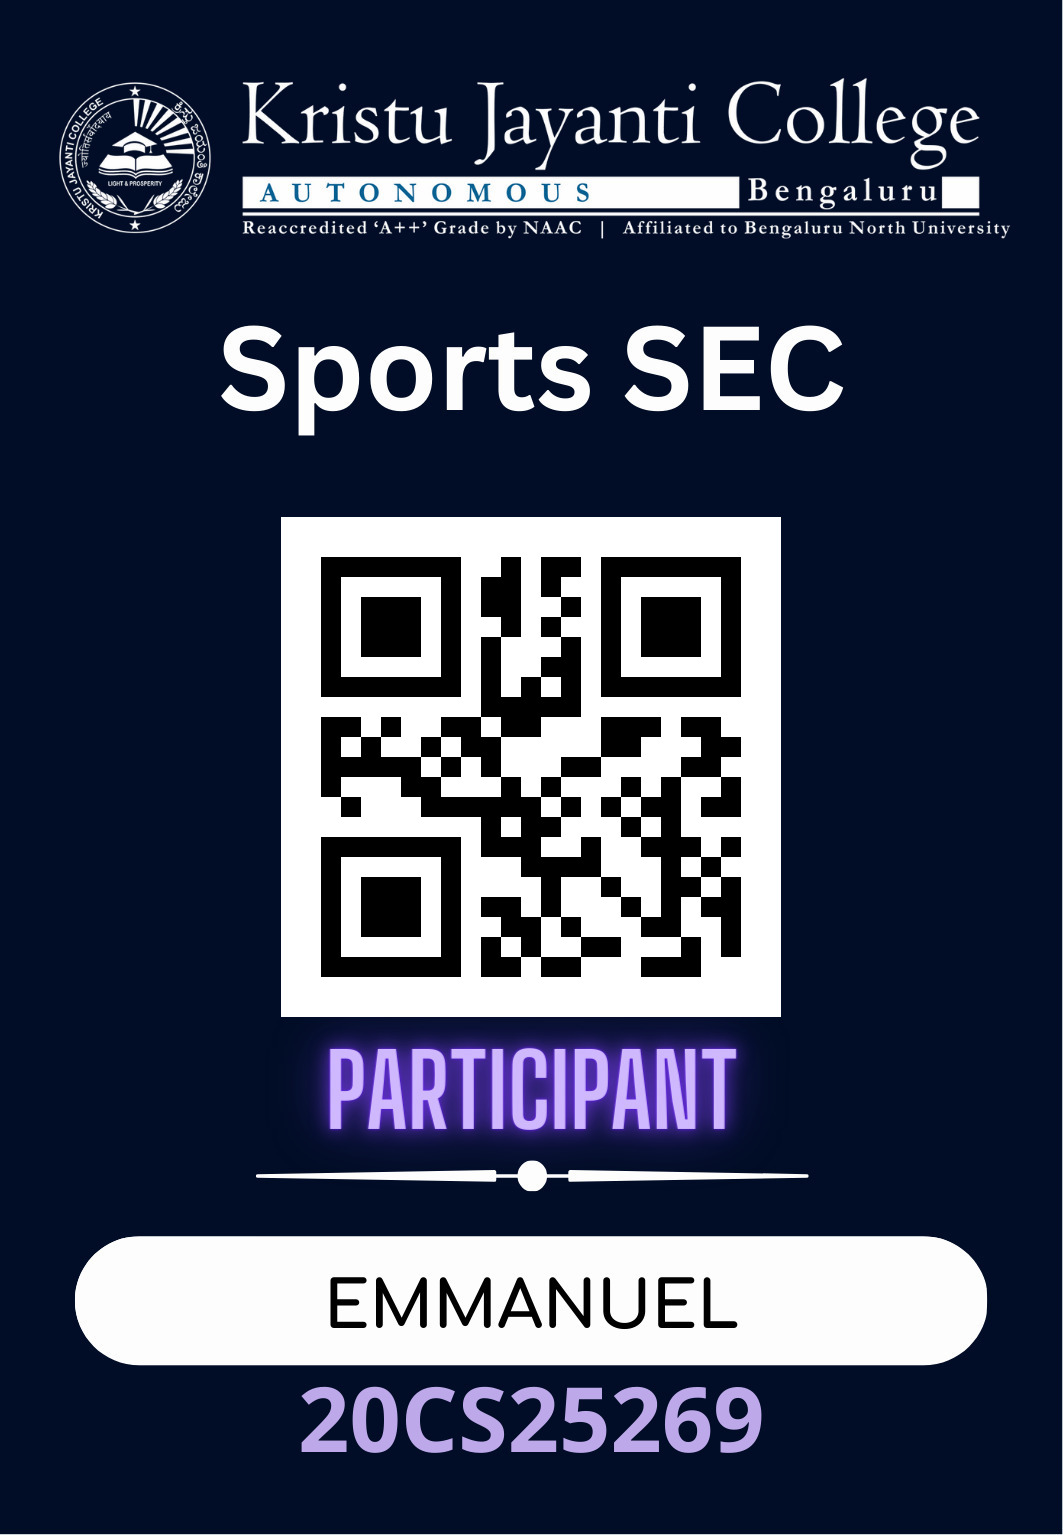 Kristu Jayanti College
AUTONOMOUS Bengaluru
Reaccredited ‘A++’ Grade by NAAC | Affiliated to Bengaluru North University
KRISTU JAYANTI COLLEGE
LIGHT & PROSPERITY
Sports SEC
PARTICIPANT
EMMANUEL
20CS25269